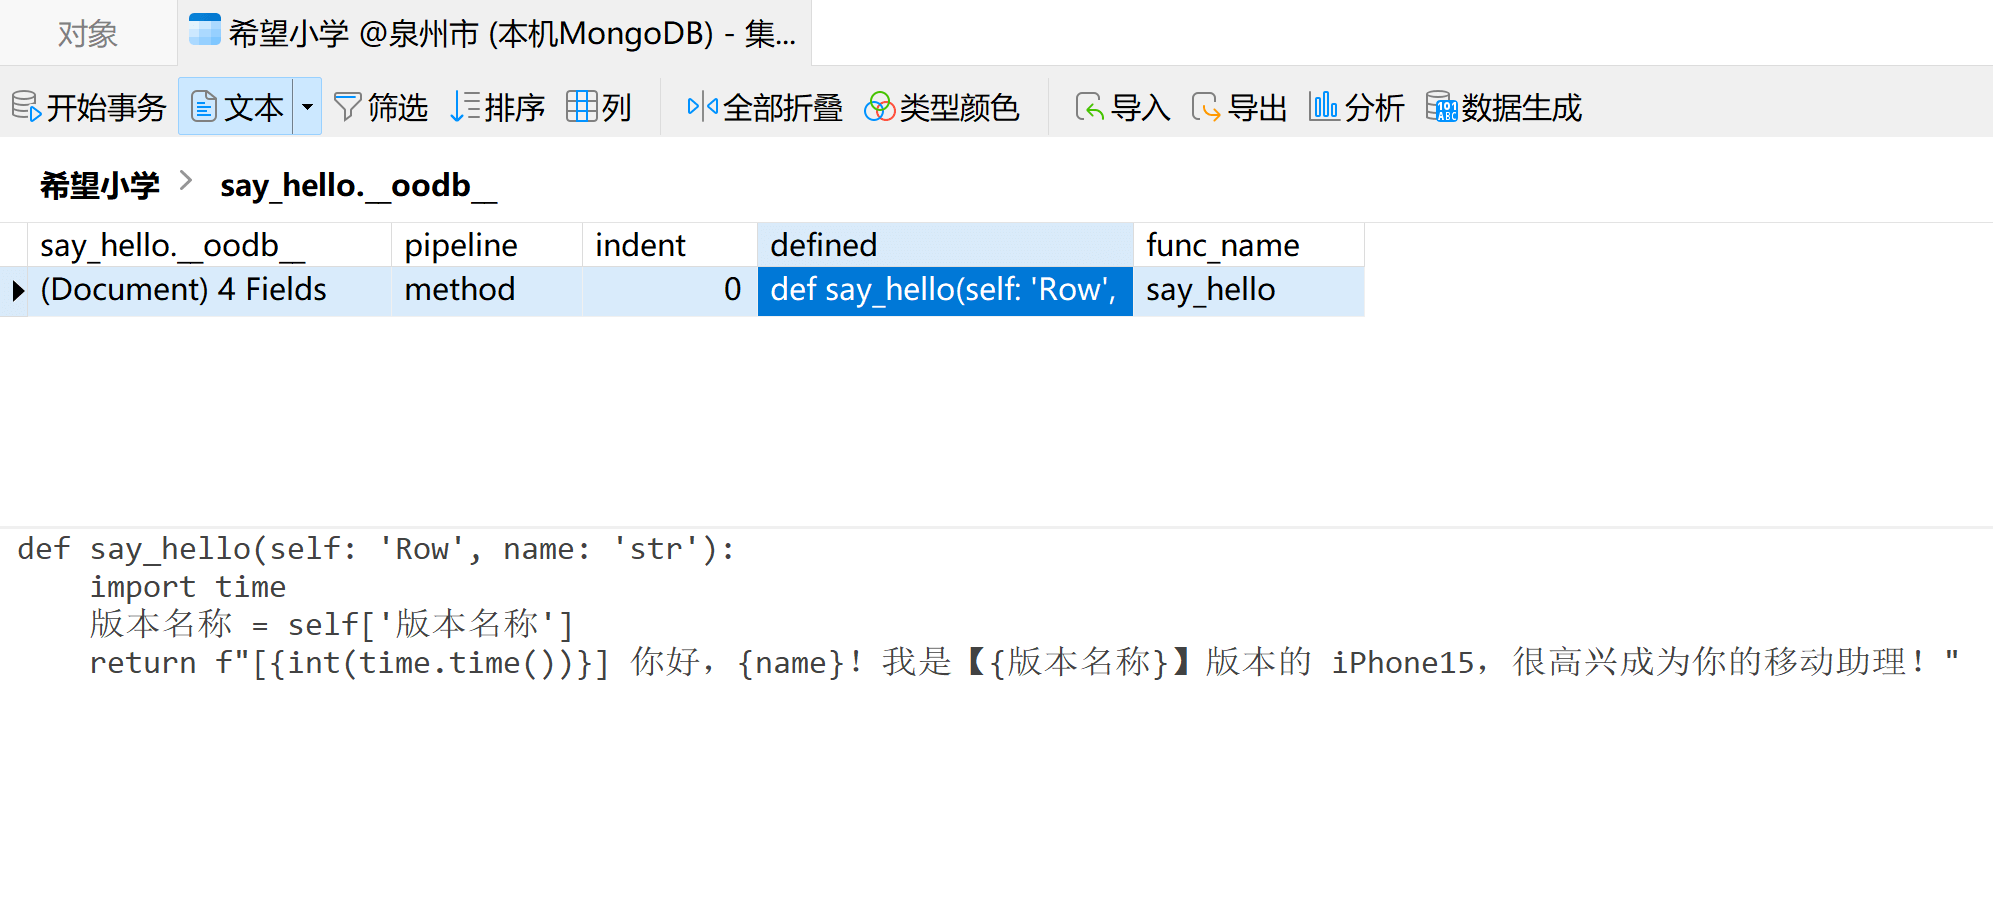 对象
希望小学 @泉州市 (本机MongoDB) - 集...
开始事务 文本 筛选 排序 列 全部折叠 类型颜色 导入 导出 分析 数据生成
希望小学 > say_hello.__oodb__
say_hello.__oodb__ pipeline indent defined func_name
(Document) 4 Fields method 0 def say_hello(self: 'Row', say_hello
def say_hello(self: 'Row', name: 'str'):
    import time
    版本名称 = self['版本名称']
    return f"[{int(time.time())}] 你好，{name}！我是【{版本名称}】版本的 iPhone15，很高兴成为你的移动助理！"